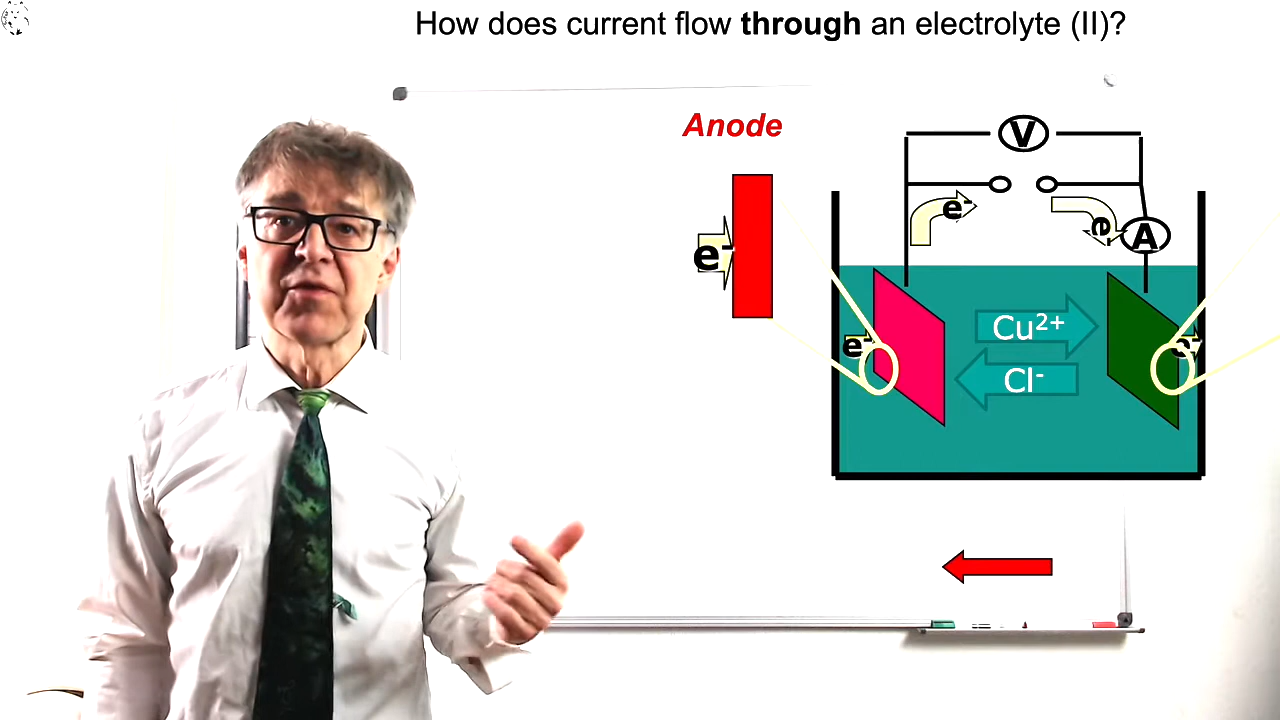 How does current flow through an electrolyte (II)?
Anode
V
e-
e-
A
e-
Cu²⁺
e-
e-
Cl-